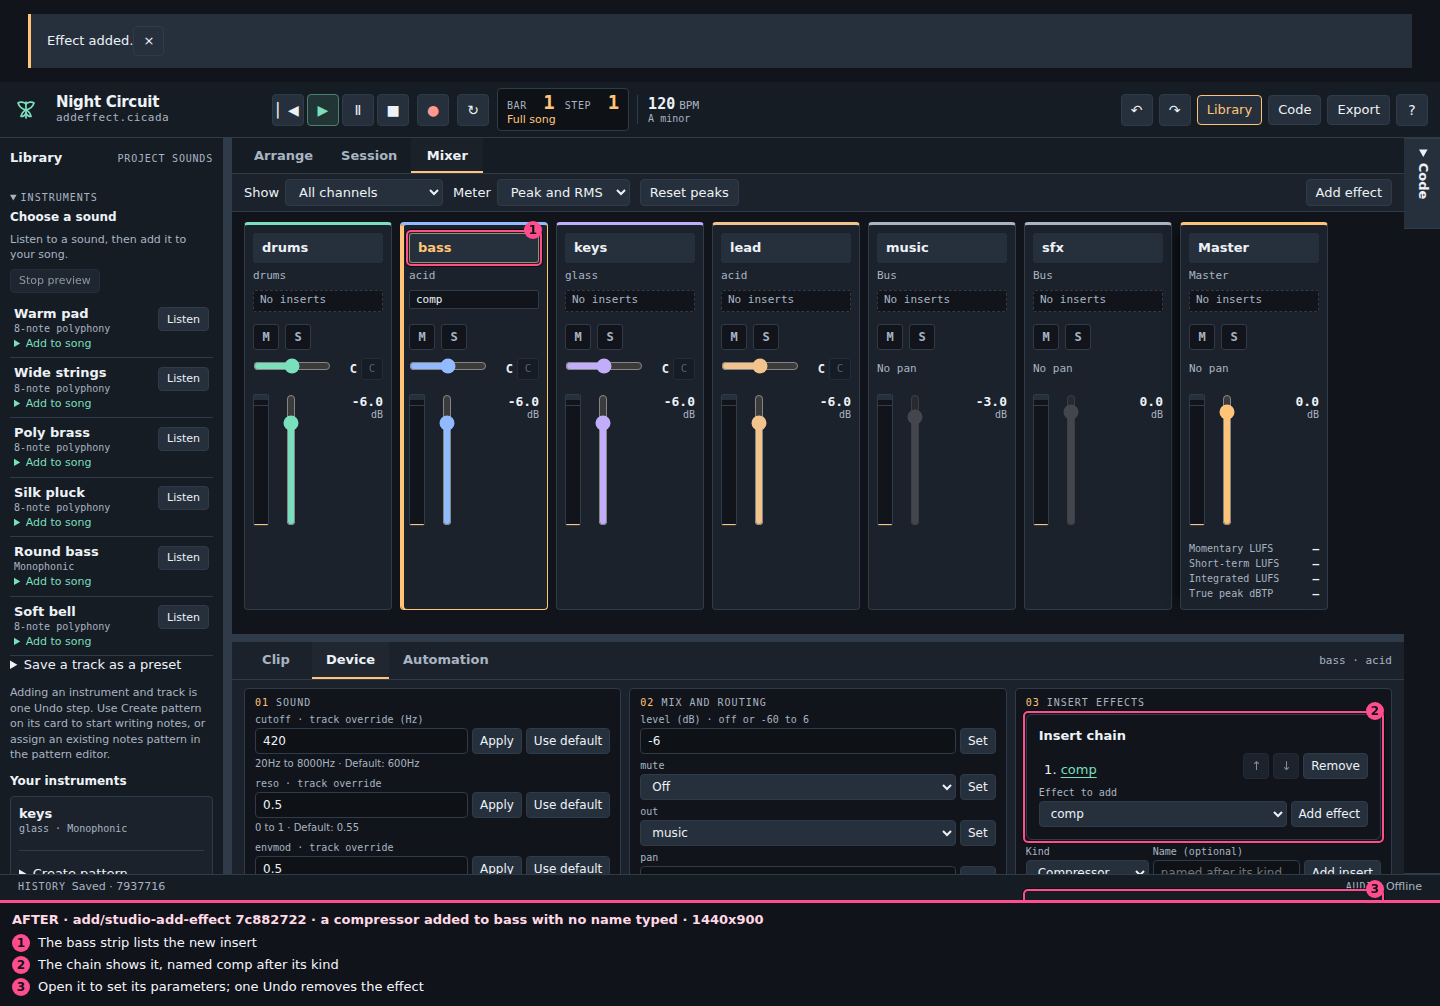 Effect added. ×
Night Circuit
addeffect.cicada
BAR 1 STEP 1
Full song
120 BPM
A minor
Library
Code
Export
?
Library
PROJECT SOUNDS
INSTRUMENTS
Choose a sound
Listen to a sound, then add it to
your song.
Stop preview
Warm pad
8-note polyphony
Add to song
Listen
Wide strings
8-note polyphony
Add to song
Listen
Poly brass
8-note polyphony
Add to song
Listen
Silk pluck
8-note polyphony
Add to song
Listen
Round bass
Monophonic
Add to song
Listen
Soft bell
8-note polyphony
Add to song
Listen
Save a track as a preset
Adding an instrument and track is
one Undo step. Use Create pattern
on its card to start writing notes, or
assign an existing notes pattern in
the pattern editor.
Your instruments
keys
glass · Monophonic
Create pattern
Arrange
Session
Mixer
Show
All channels
Meter
Peak and RMS
Reset peaks
Add effect
Code
drums
drums
No inserts
M S
C C
-6.0
dB
1
bass
acid
comp
M S
C C
-6.0
dB
keys
glass
No inserts
M S
C C
-6.0
dB
lead
acid
No inserts
M S
C C
-6.0
dB
music
Bus
No inserts
M S
No pan
-3.0
dB
sfx
Bus
No inserts
M S
No pan
0.0
dB
Master
Master
No inserts
M S
No pan
0.0
dB
Momentary LUFS –
Short-term LUFS –
Integrated LUFS –
True peak dBTP –
Clip
Device
Automation
bass · acid
01 SOUND
cutoff · track override (Hz)
420
Apply
Use default
20Hz to 8000Hz · Default: 600Hz
reso · track override
0.5
Apply
Use default
0 to 1 · Default: 0.55
envmod · track override
0.5
Apply
Use default
02 MIX AND ROUTING
level (dB) · off or -60 to 6
-6
Set
mute
Off
Set
out
music
Set
pan
03 INSERT EFFECTS
2
Insert chain
1. comp
↑
↓
Remove
Effect to add
comp
Add effect
Kind
Name (optional)
Compressor
named after its kind
Add insert
HISTORY Saved · 7937716
Offline
3
AFTER · add/studio-add-effect 7c882722 · a compressor added to bass with no name typed · 1440x900
1 The bass strip lists the new insert
2 The chain shows it, named comp after its kind
3 Open it to set its parameters; one Undo removes the effect